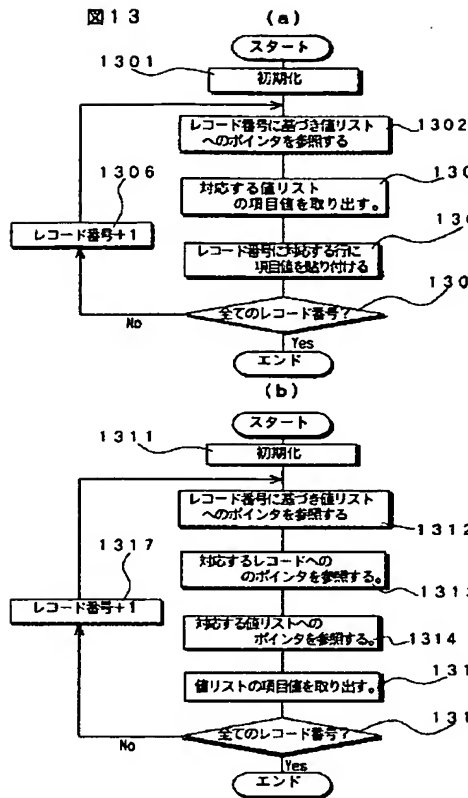 図13
(a)
スタート
1301
初期化
レコード番号に基づき値リスト
へのポインタを参照する
1302
1306
対応する値リスト
の項目値を取り出す。
130
レコード番号+1
レコード番号に対応する行に
項目値を貼り付ける
130
全てのレコード番号?
130
No
Yes
エンド
(b)
スタート
1311
初期化
レコード番号に基づき値リスト
へのポインタを参照する
1312
1317
対応するレコードへの
のポインタを参照する。
1313
レコード番号+1
対応する値リストへの
ポインタを参照する。
1314
値リストの項目値を取り出す。
131
全てのレコード番号?
131
No
Yes
エンド